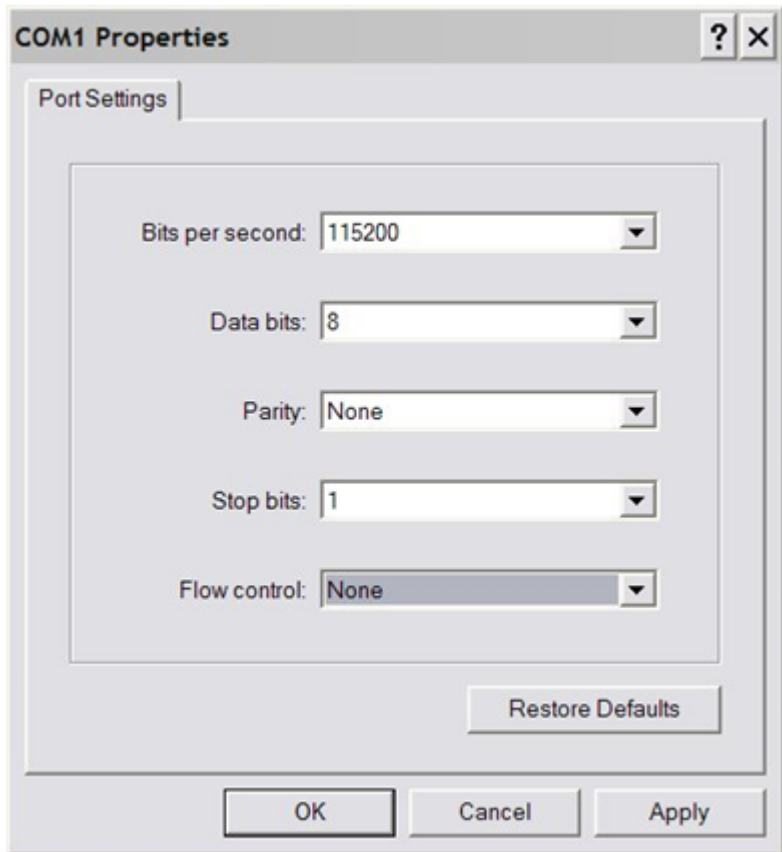 COM1 Properties
Port Settings
Bits per second: 115200
Data bits: 8
Parity: None
Stop bits: 1
Flow control: None
Restore Defaults
OK Cancel Apply